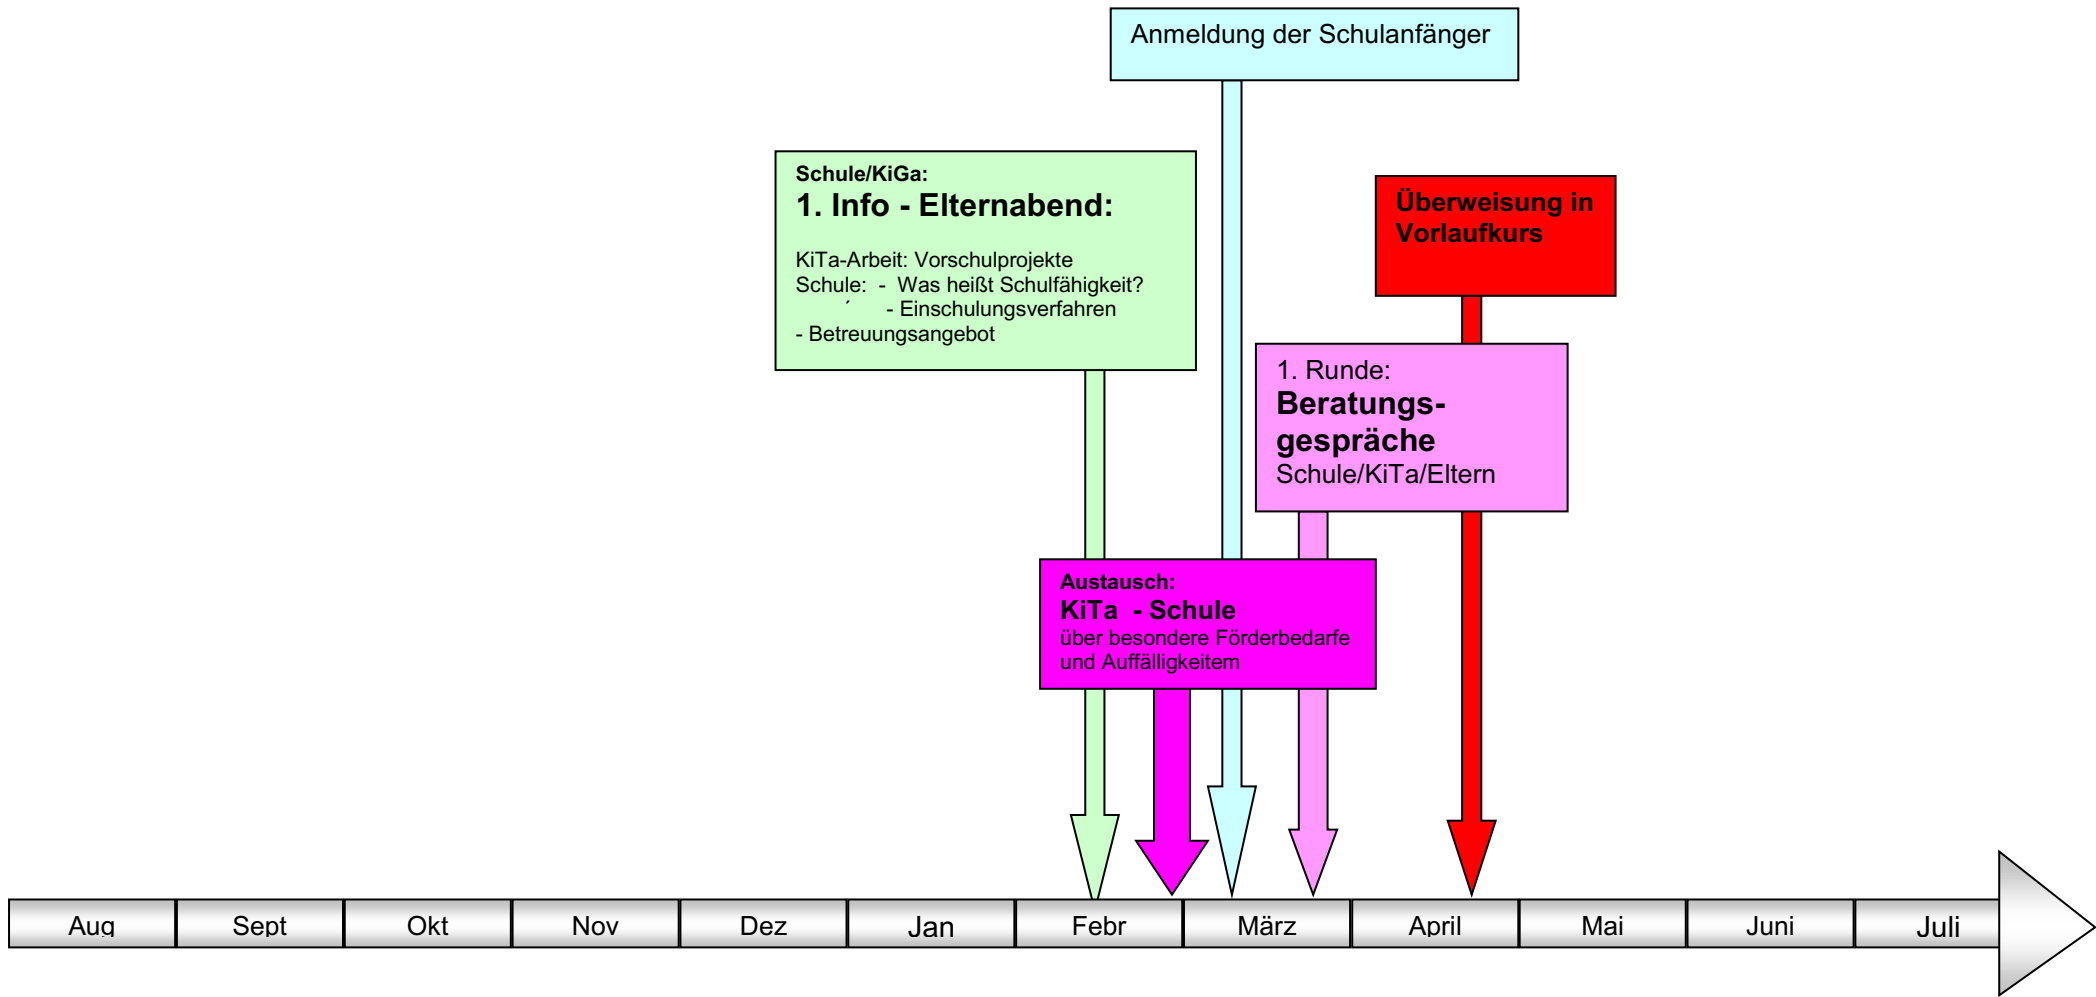 Anmeldung der Schulanfänger
Schule/KiGa:
1. Info - Elternabend:
KiTa-Arbeit: Vorschulprojekte
Schule:  -  Was heißt Schulfähigkeit?
´      - Einschulungsverfahren
- Betreuungsangebot
Überweisung in
Vorlaufkurs
1. Runde:
Beratungs-
gespräche
Schule/KiTa/Eltern
Austausch:
KiTa  - Schule
über besondere Förderbedarfe
und Auffälligkeitem
Aug Sept Okt Nov Dez Jan Febr März April Mai Juni Juli